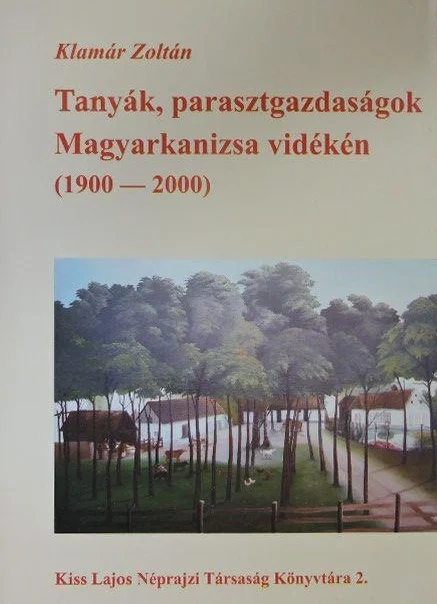 Klamár Zoltán
Tanyák, parasztgazdaságok
Magyarkanizsa vidékén
(1900 — 2000)
Kiss Lajos Néprajzi Társaság Könyvtára 2.